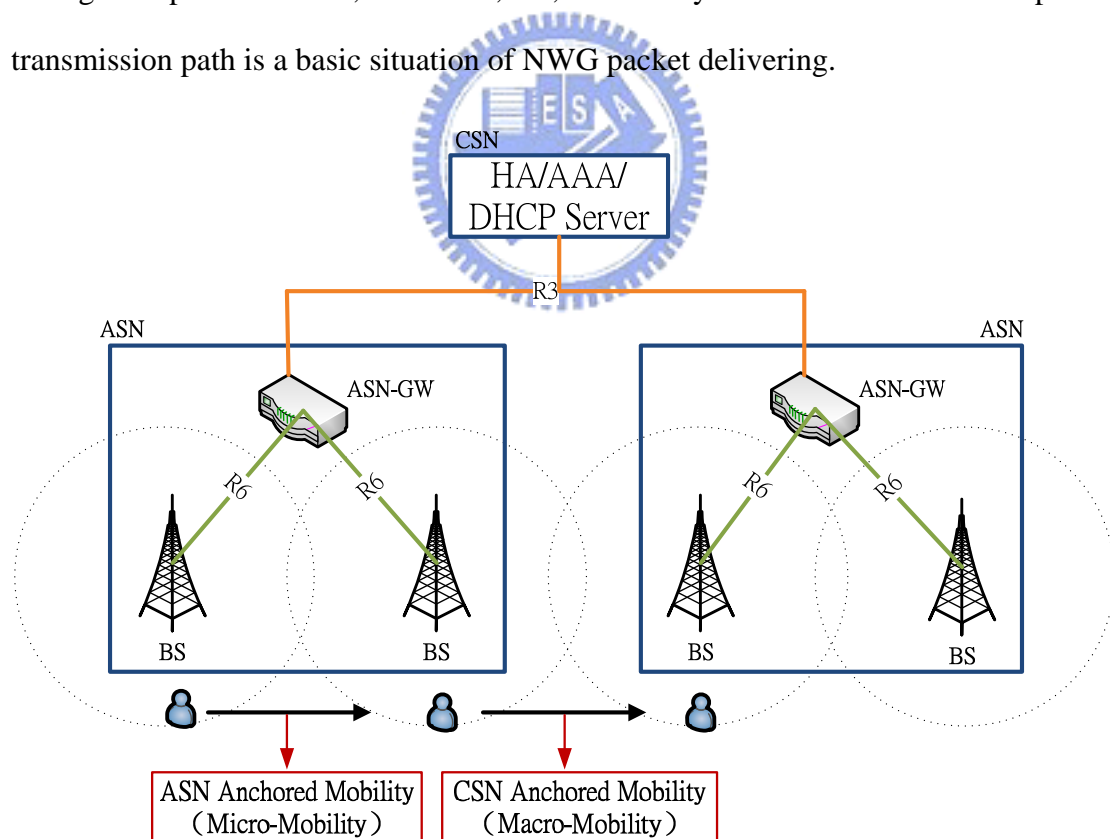 transmission path is a basic situation of NWG packet delivering.
E S A
CSN
HA/AAA/
DHCP Server
R3
ASN
ASN
ASN-GW
ASN-GW
R6
R6
R6
R6
BS
BS
BS
BS
ASN Anchored Mobility
（Micro-Mobility）
CSN Anchored Mobility
（Macro-Mobility）